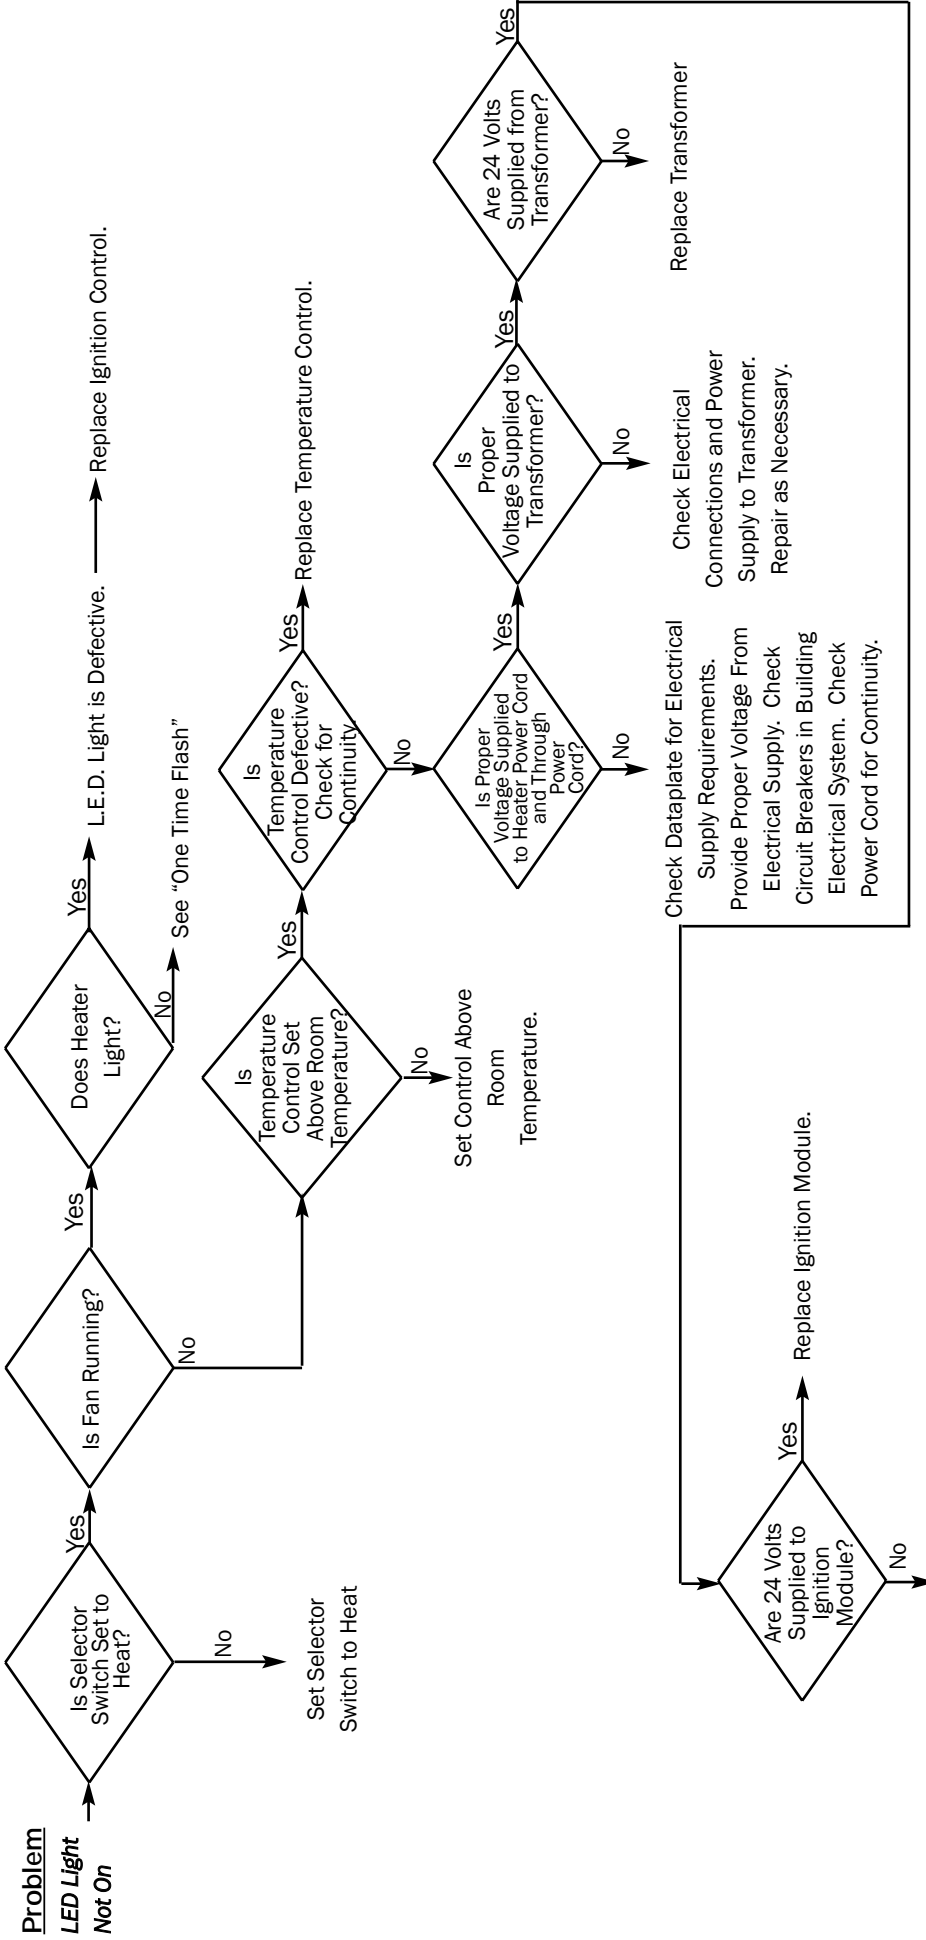 Problem
LED Light
Not On
Is Selector
Switch Set to
Heat?
Yes
No
Set Selector
Switch to Heat
Is Fan Running?
Yes
No
Does Heater
Light?
Yes
L.E.D. Light is Defective.
Replace Ignition Control.
No
See “One Time Flash”
Is
Temperature
Control Set
Above Room
Temperature?
Yes
No
Set Control Above
Room
Temperature.
Is
Temperature
Control Defective?
Check for
Continuity.
Yes
Replace Temperature Control.
No
Is Proper
Voltage Supplied
to Heater Power Cord
and Through
Power
Cord?
Yes
No
Check Dataplate for Electrical
Supply Requirements.
Provide Proper Voltage From
Electrical Supply. Check
Circuit Breakers in Building
Electrical System. Check
Power Cord for Continuity.
Is
Proper
Voltage Supplied to
Transformer?
Yes
No
Check Electrical
Connections and Power
Supply to Transformer.
Repair as Necessary.
Are 24 Volts
Supplied from
Transformer?
Yes
No
Replace Transformer
Are 24 Volts
Supplied to
Ignition
Module?
Yes
Replace Ignition Module.
No